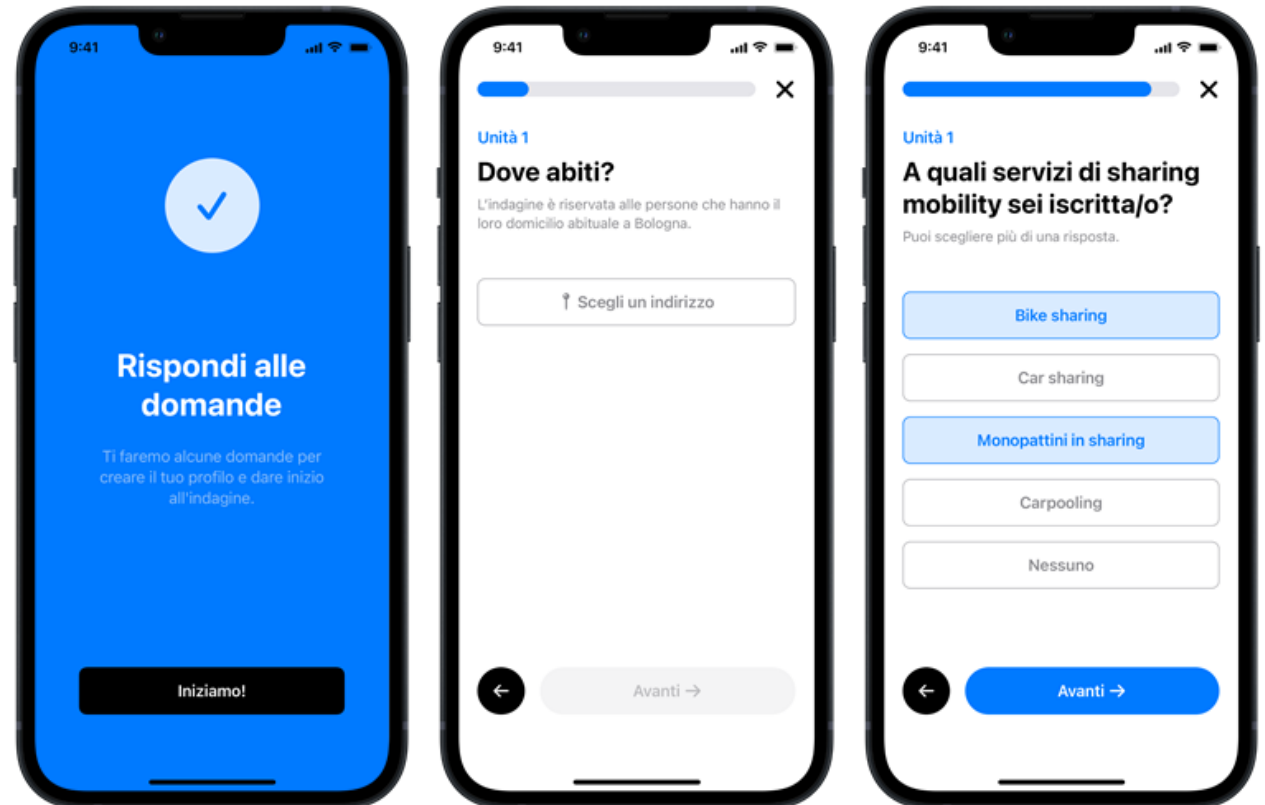 9:41
Rispondi alle
domande
Ti faremo alcune domande per
creare il tuo profilo e dare inizio
all'indagine.
Iniziamo!
9:41
Unità 1
Dove abiti?
L'indagine è riservata alle persone che hanno il
loro domicilio abituale a Bologna.
Scegli un indirizzo
Avanti →
9:41
Unità 1
A quali servizi di sharing
mobility sei iscritta/o?
Puoi scegliere più di una risposta.
Bike sharing
Car sharing
Monopattini in sharing
Carpooling
Nessuno
Avanti →